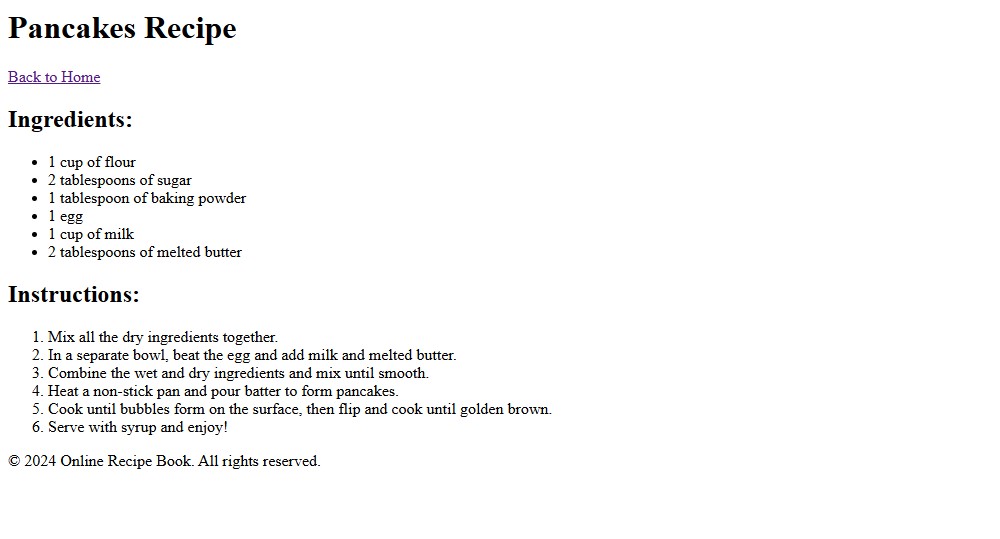 Pancakes Recipe
Back to Home
Ingredients:
• 1 cup of flour
• 2 tablespoons of sugar
• 1 tablespoon of baking powder
• 1 egg
• 1 cup of milk
• 2 tablespoons of melted butter
Instructions:
1. Mix all the dry ingredients together.
2. In a separate bowl, beat the egg and add milk and melted butter.
3. Combine the wet and dry ingredients and mix until smooth.
4. Heat a non-stick pan and pour batter to form pancakes.
5. Cook until bubbles form on the surface, then flip and cook until golden brown.
6. Serve with syrup and enjoy!
© 2024 Online Recipe Book. All rights reserved.